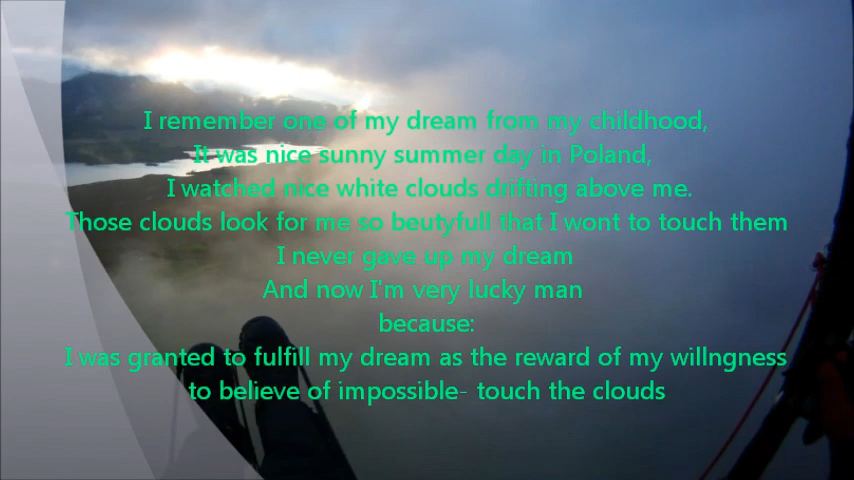 I remember one of my dream from my childhood,
It was nice sunny summer day in Poland,
I watched nice white clouds drifting above me.
Those clouds look for me so beutyfull that I wont to touch them
I never gave up my dream
And now I'm very lucky man
because:
I was granted to fulfill my dream as the reward of my willngness
to believe of impossible- touch the clouds